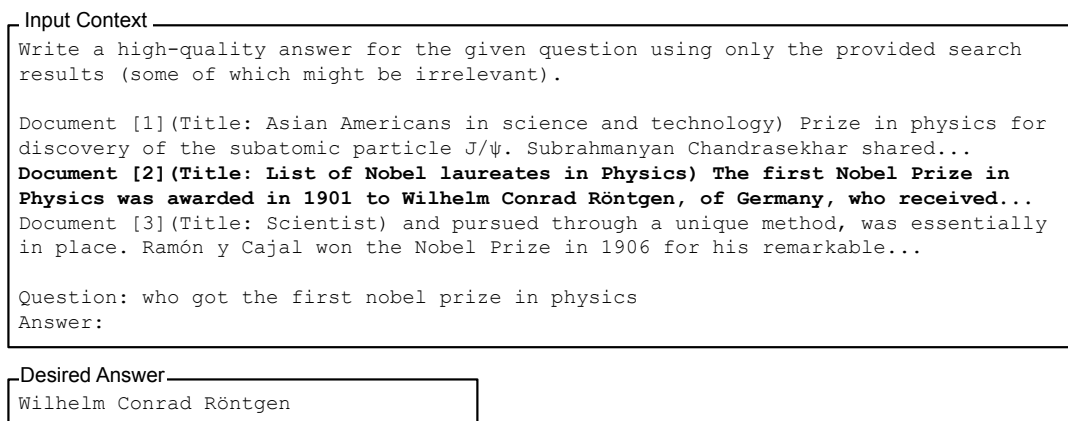 Input Context
Write a high-quality answer for the given question using only the provided search
results (some of which might be irrelevant).
Document [1](Title: Asian Americans in science and technology) Prize in physics for
discovery of the subatomic particle J/ψ. Subrahmanyan Chandrasekhar shared...
Document [2](Title: List of Nobel laureates in Physics) The first Nobel Prize in
Physics was awarded in 1901 to Wilhelm Conrad Röntgen, of Germany, who received...
Document [3](Title: Scientist) and pursued through a unique method, was essentially
in place. Ramón y Cajal won the Nobel Prize in 1906 for his remarkable...
Question: who got the first nobel prize in physics
Answer:
Desired Answer
Wilhelm Conrad Röntgen